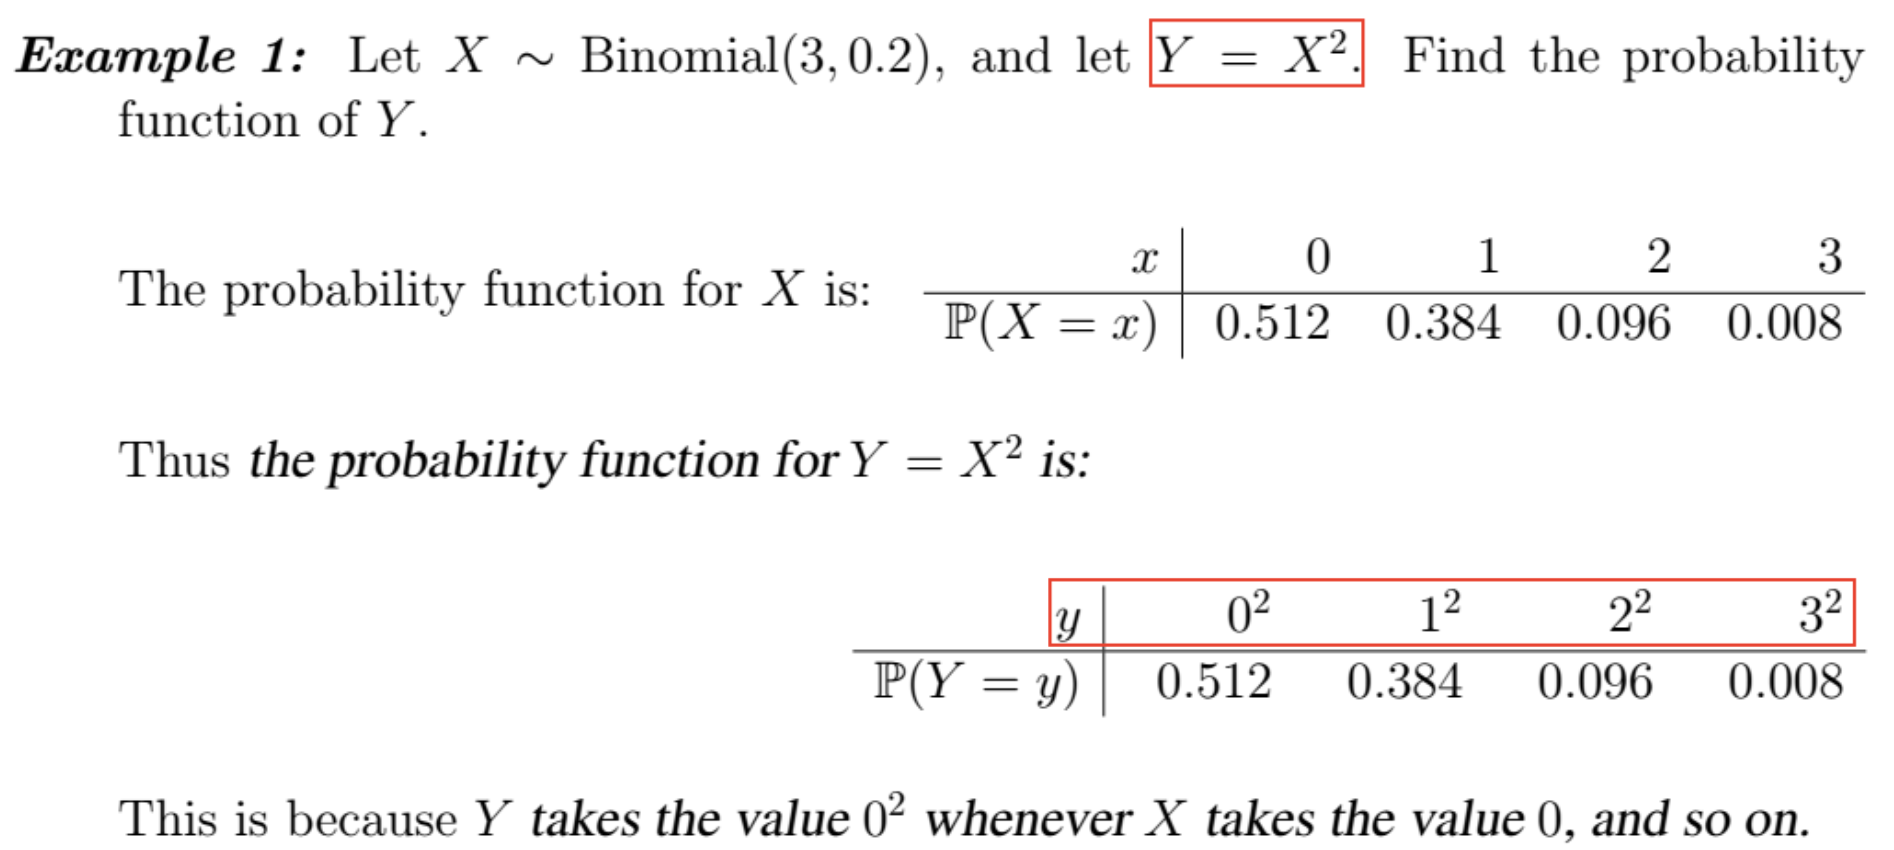 Example 1: Let X ∼ Binomial(3, 0.2), and let Y = X². Find the probability
function of Y.
The probability function for X is:
x 0 1 2 3
ℙ(X = x) 0.512 0.384 0.096 0.008
Thus the probability function for Y = X² is:
y 0² 1² 2² 3²
ℙ(Y = y) 0.512 0.384 0.096 0.008
This is because Y takes the value 0² whenever X takes the value 0, and so on.